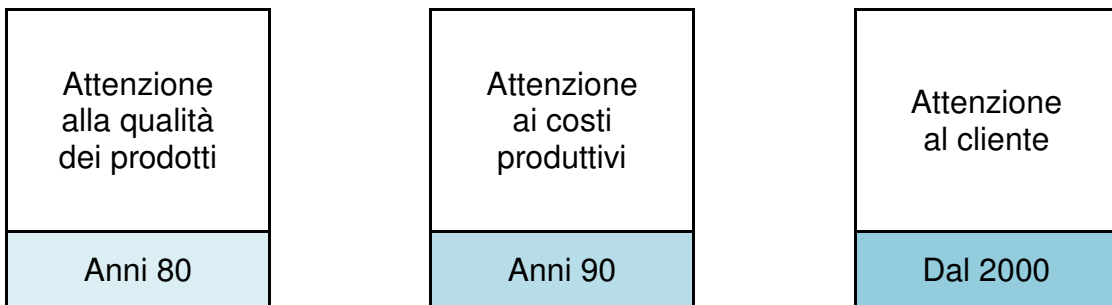 Attenzione
alla qualità
dei prodotti
Anni 80
Attenzione
ai costi
produttivi
Anni 90
Attenzione
al cliente
Dal 2000